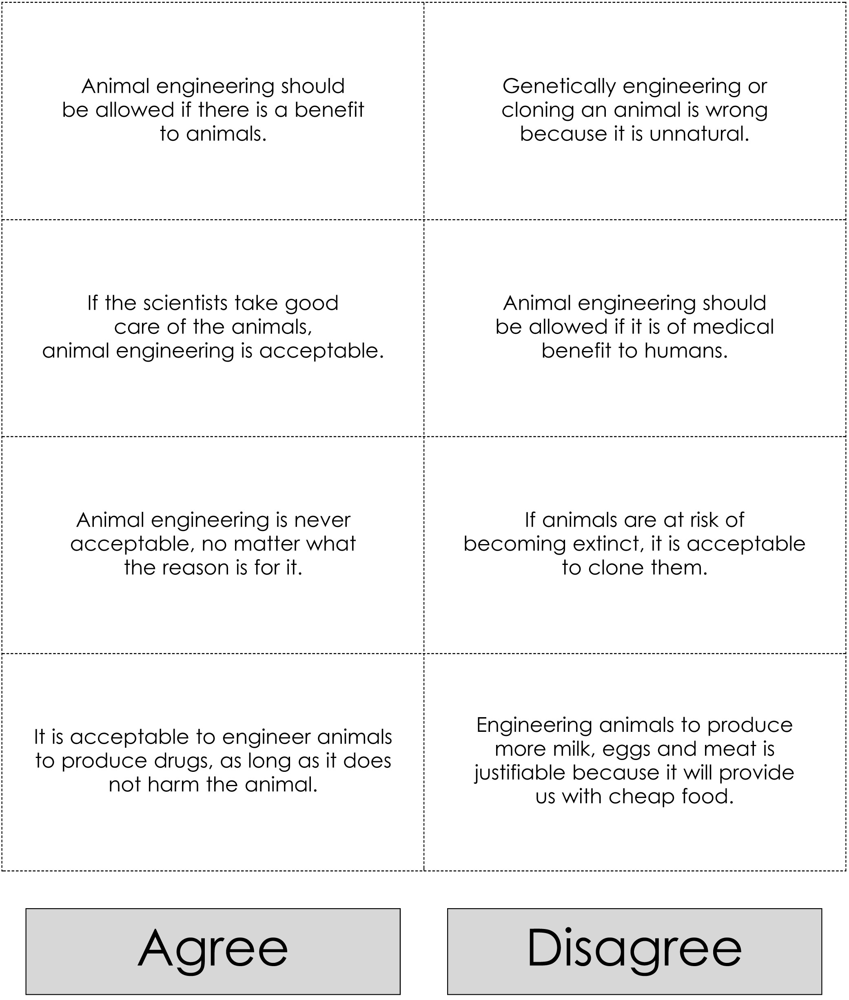 Animal engineering should
be allowed if there is a benefit
to animals.
Genetically engineering or
cloning an animal is wrong
because it is unnatural.
If the scientists take good
care of the animals,
animal engineering is acceptable.
Animal engineering should
be allowed if it is of medical
benefit to humans.
Animal engineering is never
acceptable, no matter what
the reason is for it.
If animals are at risk of
becoming extinct, it is acceptable
to clone them.
It is acceptable to engineer animals
to produce drugs, as long as it does
not harm the animal.
Engineering animals to produce
more milk, eggs and meat is
justifiable because it will provide
us with cheap food.
Agree
Disagree